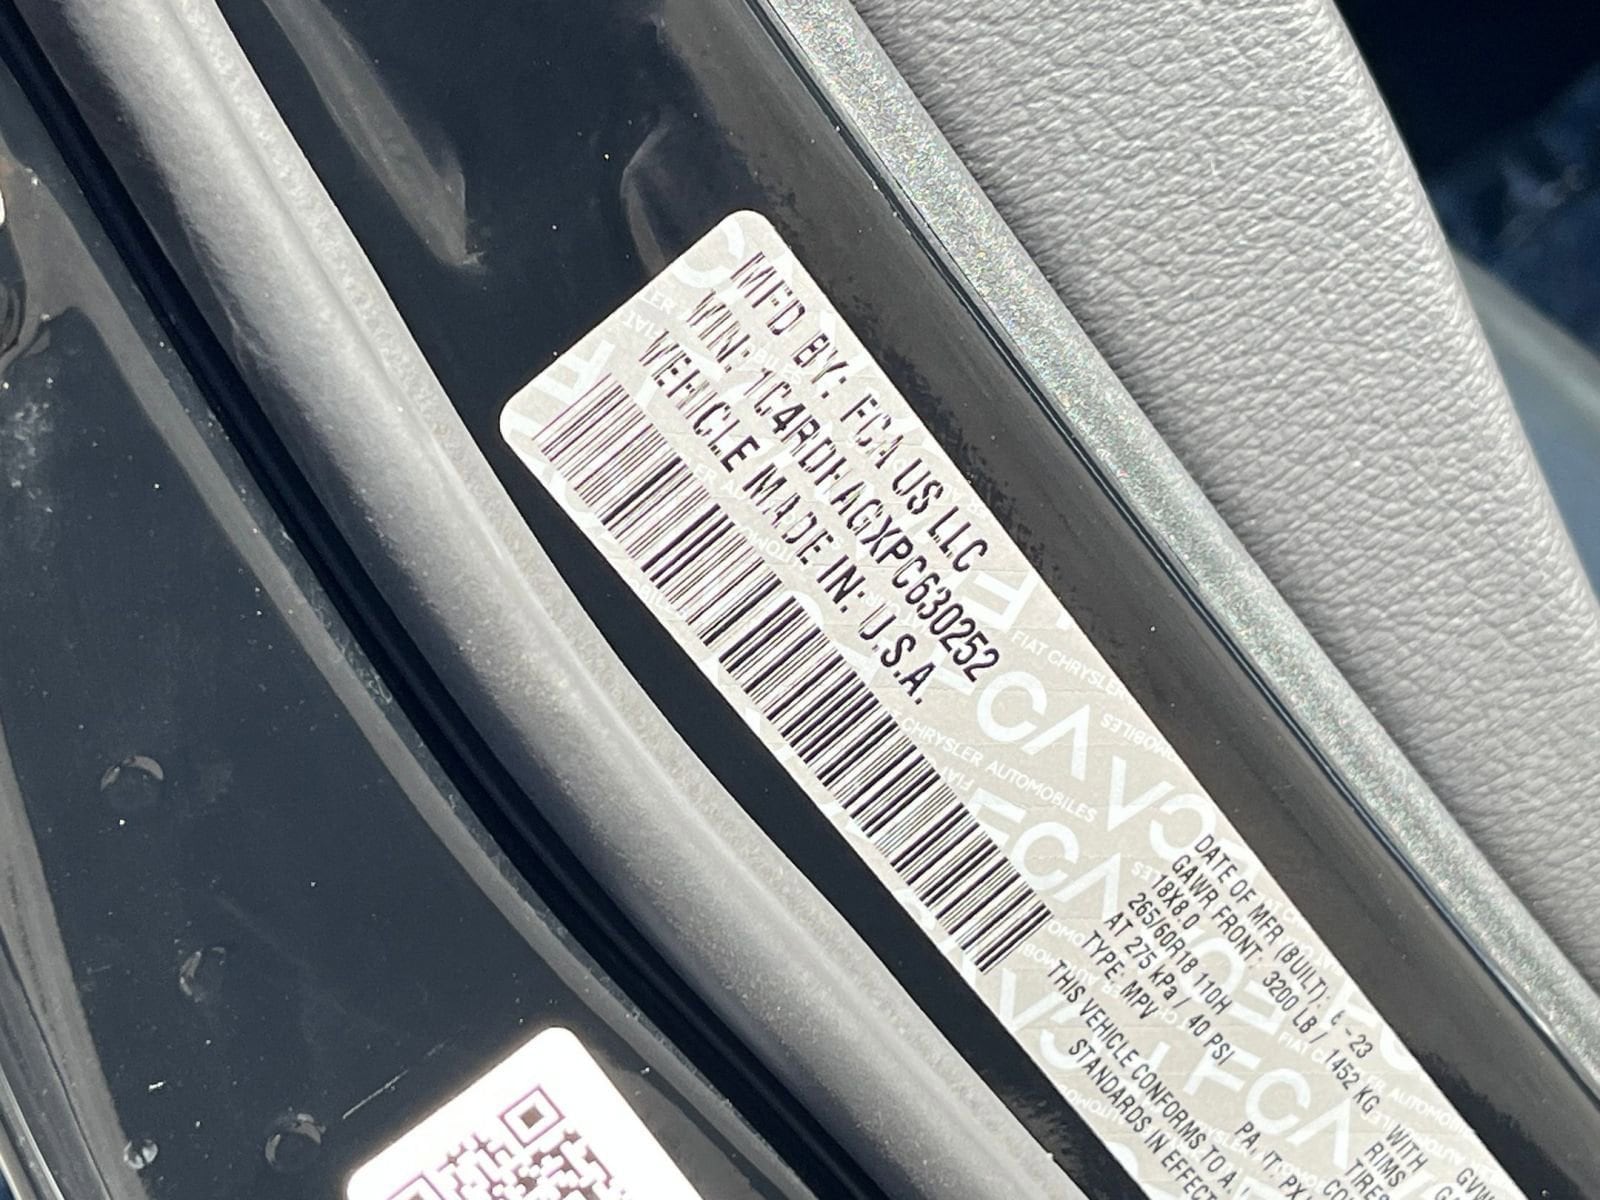 MFD BY: FCA US LLC
VIN: 1C4RDHAGXPC630252
VEHICLE MADE IN: U.S.A.
DATE OF MFR (BUILT): 6 - 23
GAWR FRONT: 3200 LB / 1452 KG WITH
18X8.0 RIMS
265/60R18 110H TIRES
AT 275 kPa / 40 PSI
TYPE: MPV
THIS VEHICLE CONFORMS TO
STANDARDS IN EFFECT
PA. IT:
FCA
FIAT CHRYSLER AUTOMOBILES